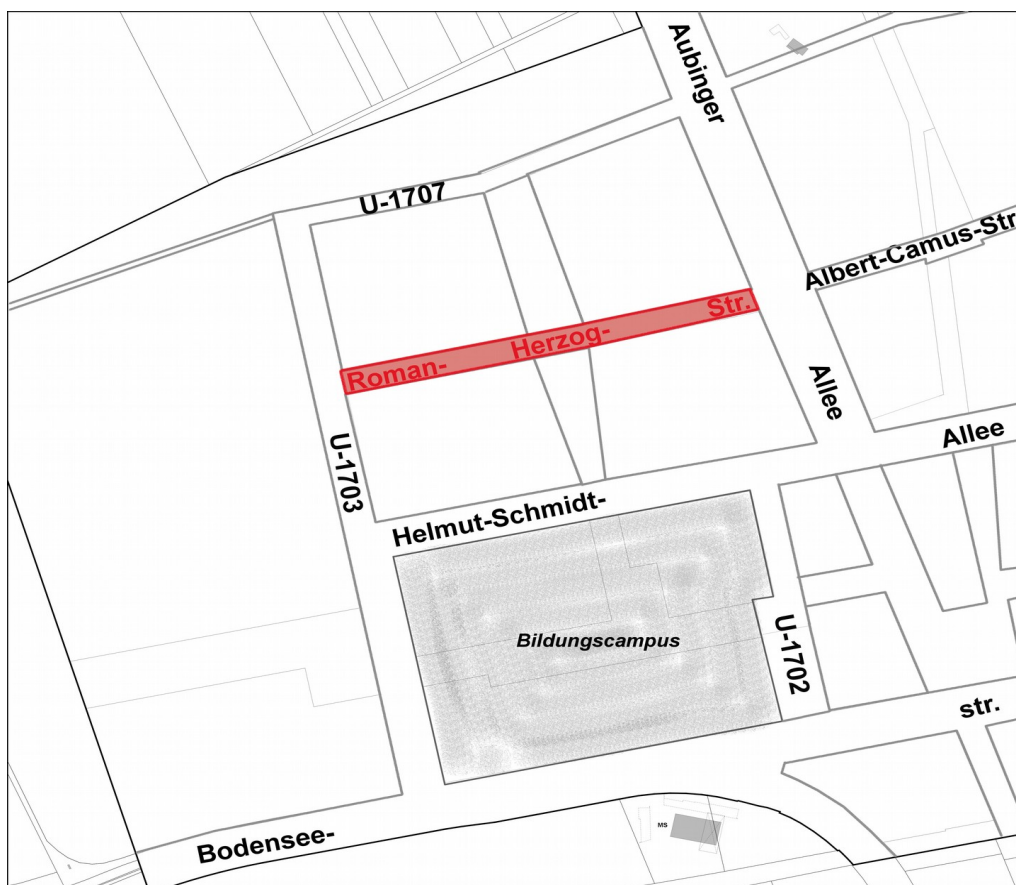 Aubinger
U-1707
Albert-Camus-Str
Roman- Herzog- Str.
Allee
Allee
U-1703
Helmut-Schmidt-
Bildungscampus
U-1702
str.
MS
Bodensee-